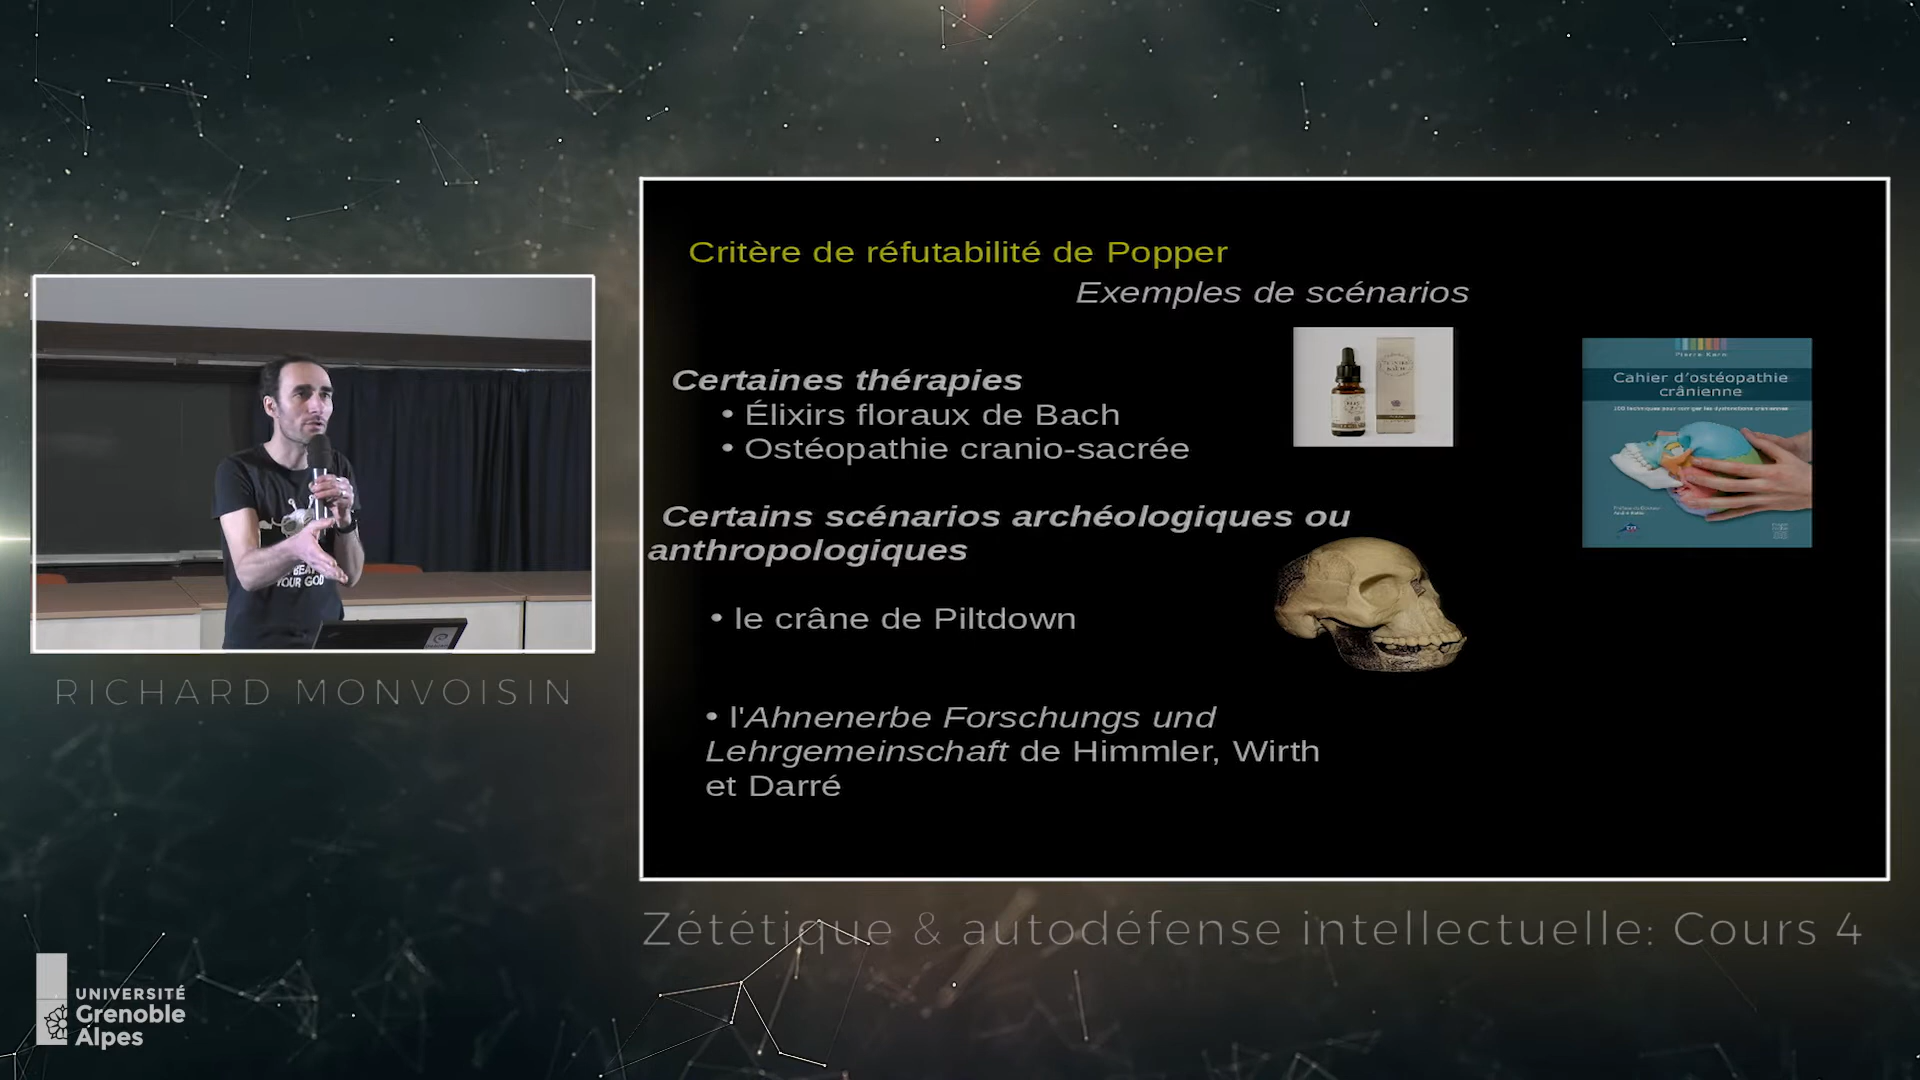 Critère de réfutabilité de Popper
Exemples de scénarios
Certaines thérapies
• Élixirs floraux de Bach
• Ostéopathie cranio-sacrée
Certains scénarios archéologiques ou
anthropologiques
• le crâne de Piltdown
• l'Ahnenerbe Forschungs und
Lehrgemeinschaft de Himmler, Wirth
et Darré
Pierre Kern
Cahier d'ostéopathie
crânienne
YOUR GOD
RICHARD MONVOISIN
Zététique & autodéfense intellectuelle: Cours 4
UNIVERSITÉ
Grenoble
Alpes